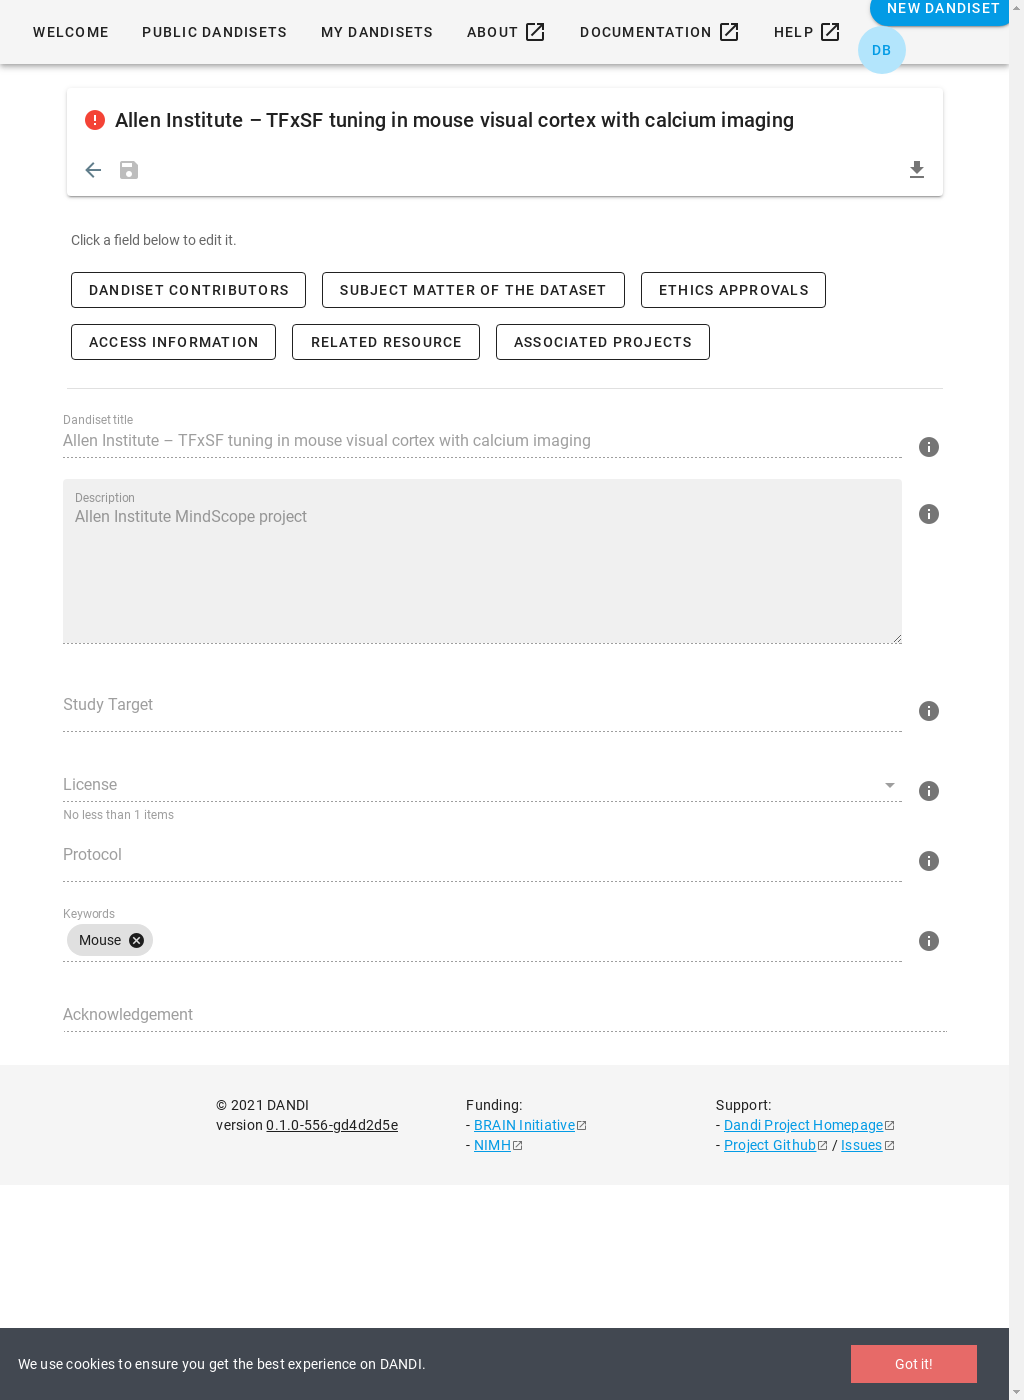 WELCOME PUBLIC DANDISETS MY DANDISETS ABOUT DOCUMENTATION HELP NEW DANDISET
DB
Allen Institute – TFxSF tuning in mouse visual cortex with calcium imaging
Click a field below to edit it.
DANDISET CONTRIBUTORS SUBJECT MATTER OF THE DATASET ETHICS APPROVALS
ACCESS INFORMATION RELATED RESOURCE ASSOCIATED PROJECTS
Dandiset title
Allen Institute – TFxSF tuning in mouse visual cortex with calcium imaging
Description
Allen Institute MindScope project
Study Target
License
No less than 1 items
Protocol
Keywords
Mouse
Acknowledgement
© 2021 DANDI
version 0.1.0-556-gd4d2d5e
Funding:
- BRAIN Initiative
- NIMH
Support:
- Dandi Project Homepage
- Project Github / Issues
We use cookies to ensure you get the best experience on DANDI.
Got it!